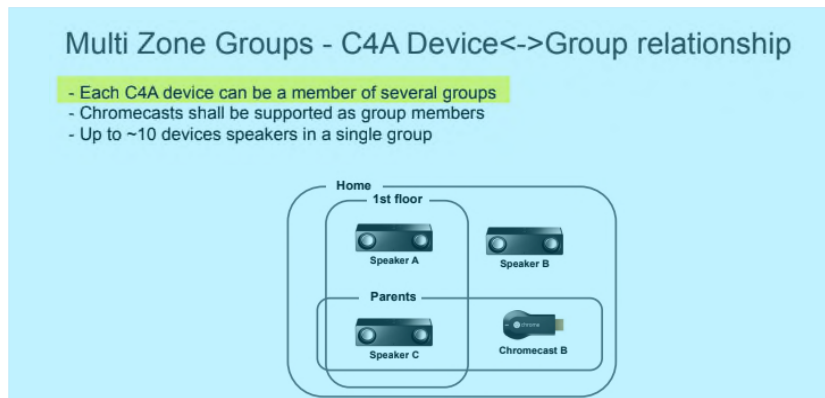 Multi Zone Groups - C4A Device<->Group relationship
- Each C4A device can be a member of several groups
- Chromecasts shall be supported as group members
- Up to ~10 devices speakers in a single group
Home
1st floor
Speaker A
Speaker B
Parents
chrome
Speaker C
Chromecast B